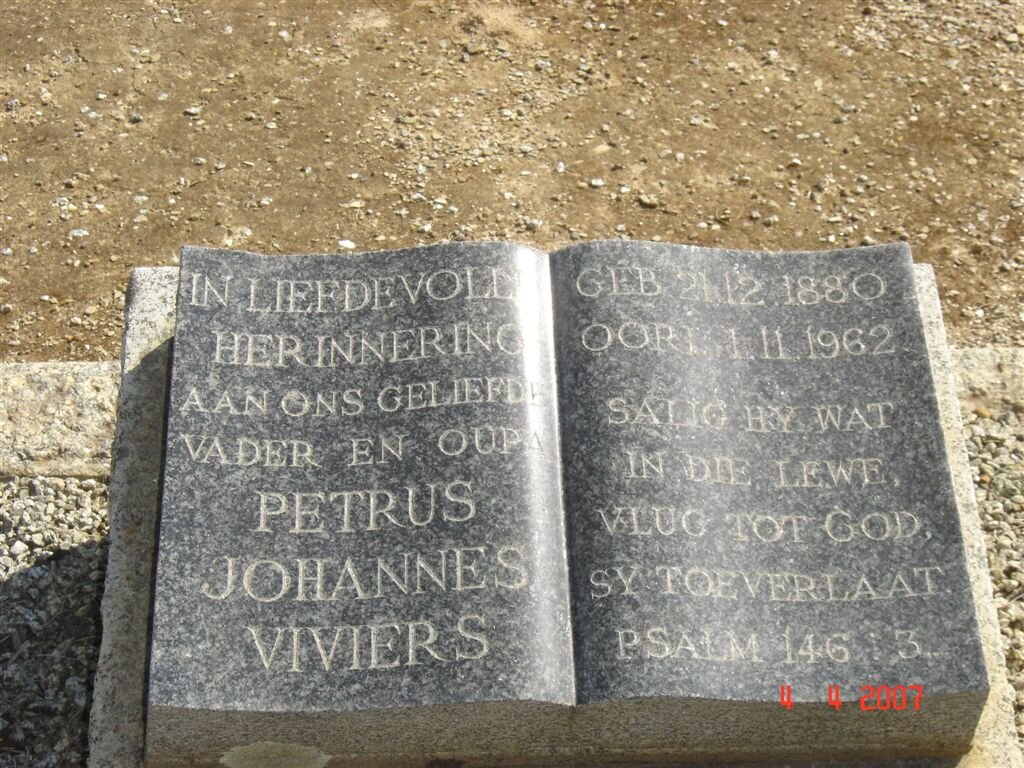 IN LIEFDEVOLLE
HERINNERING
AAN ONS GELIEFDE
VADER EN OUPA
PETRUS
JOHANNES
VIVIERS
GEB 21.12 1880
OORL. 1.11 1962
SALIG HY WAT
IN DIE LEWE,
VLUG TOT GOD,
SY TOEVERLAAT
PSALM 146 : 3.
4 4 2007